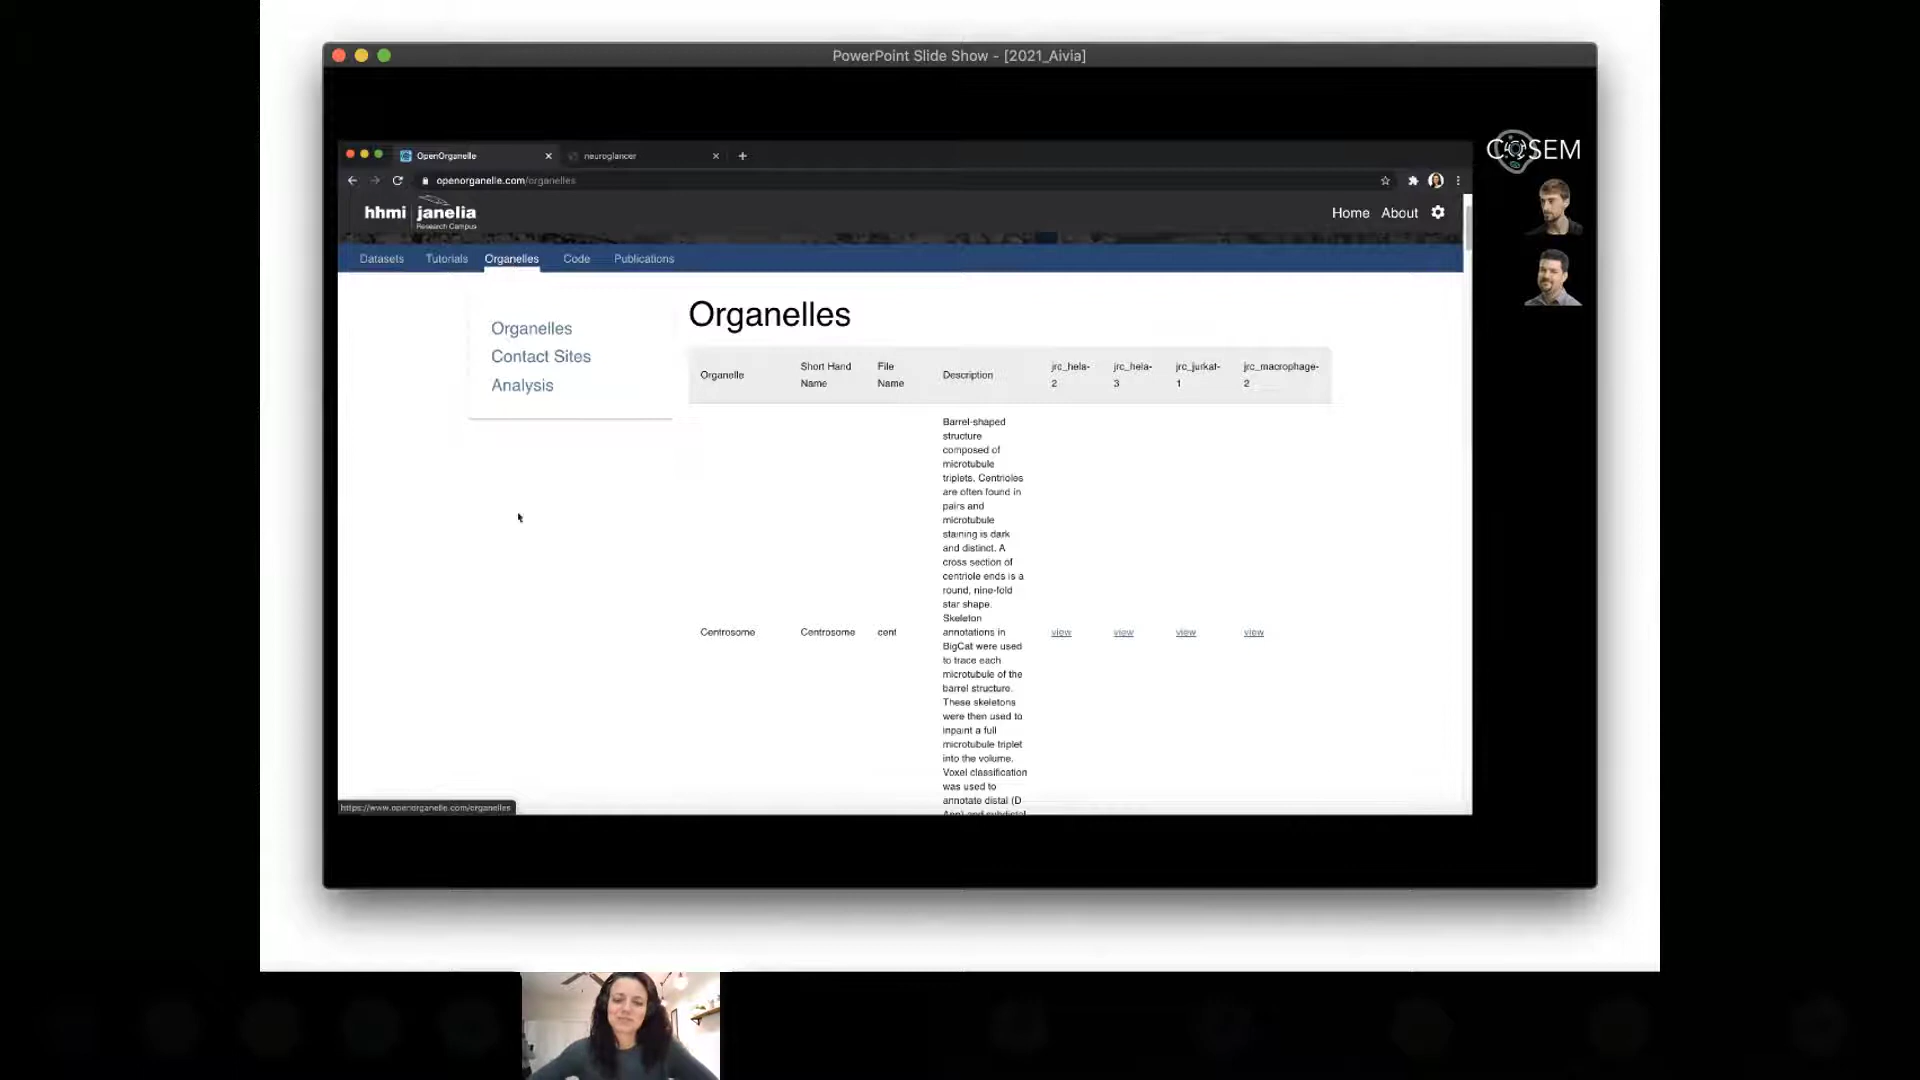 PowerPoint Slide Show - [2021_Aivia]
COSEM
OpenOrganelle
neuroglancer
openorganelle.com/organelles
hhmi janelia
Research Campus
Home About
Datasets Tutorials Organelles Code Publications
Organelles
Contact Sites
Analysis
Organelles
Organelle
Short Hand
Name
File
Name
Description
jrc_hela-
2
jrc_hela-
3
jrc_jurkat-
1
jrc_macrophage-
2
Centrosome
Centrosome
cent
Barrel-shaped
structure
composed of
microtubule
triplets. Centrioles
are often found in
pairs and
microtubule
staining is dark
and distinct. A
cross section of
centriole ends is a
round, nine-fold
star shape.
Skeleton
annotations in
BigCat were used
to trace each
microtubule of the
barrel structure.
These skeletons
were then used to
inpaint a full
microtubule triplet
into the volume.
Voxel classification
was used to
annotate distal (D
App) and subdistal
view
view
view
view
https://www.openorganelle.com/organelles